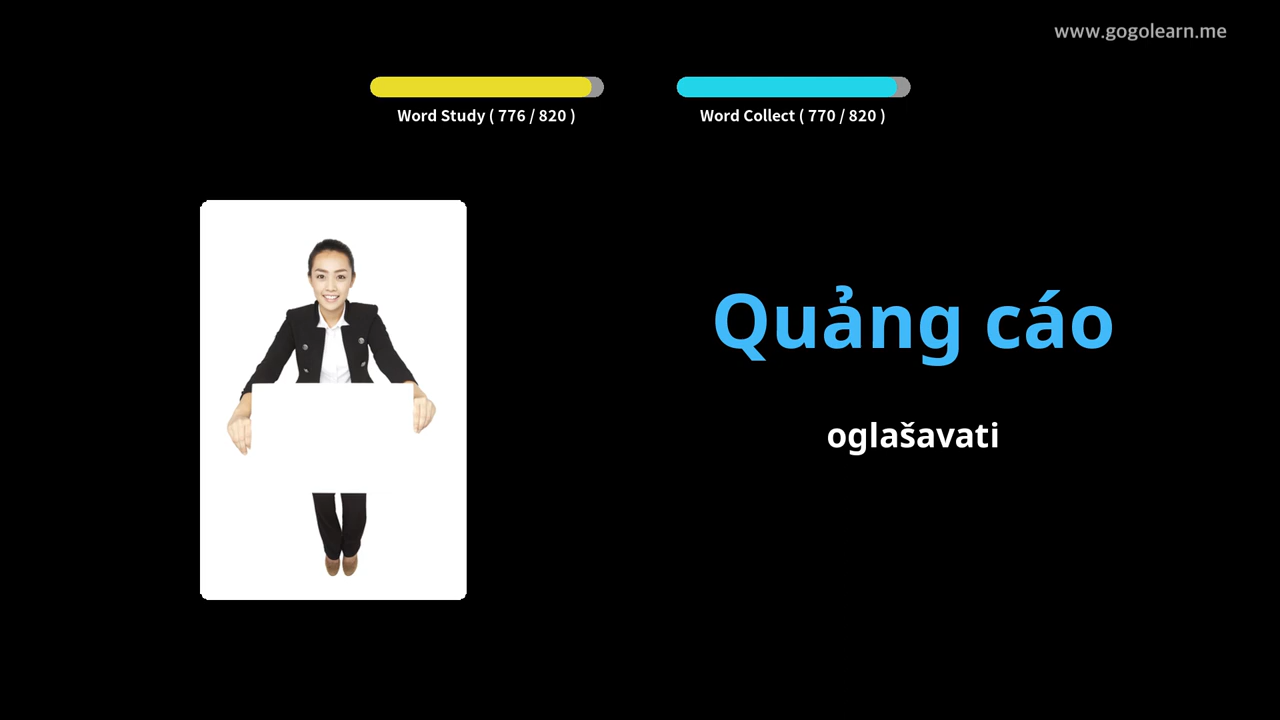 www.gogolearn.me
Word Study ( 776 / 820 )
Word Collect ( 770 / 820 )
Quảng cáo
oglašavati